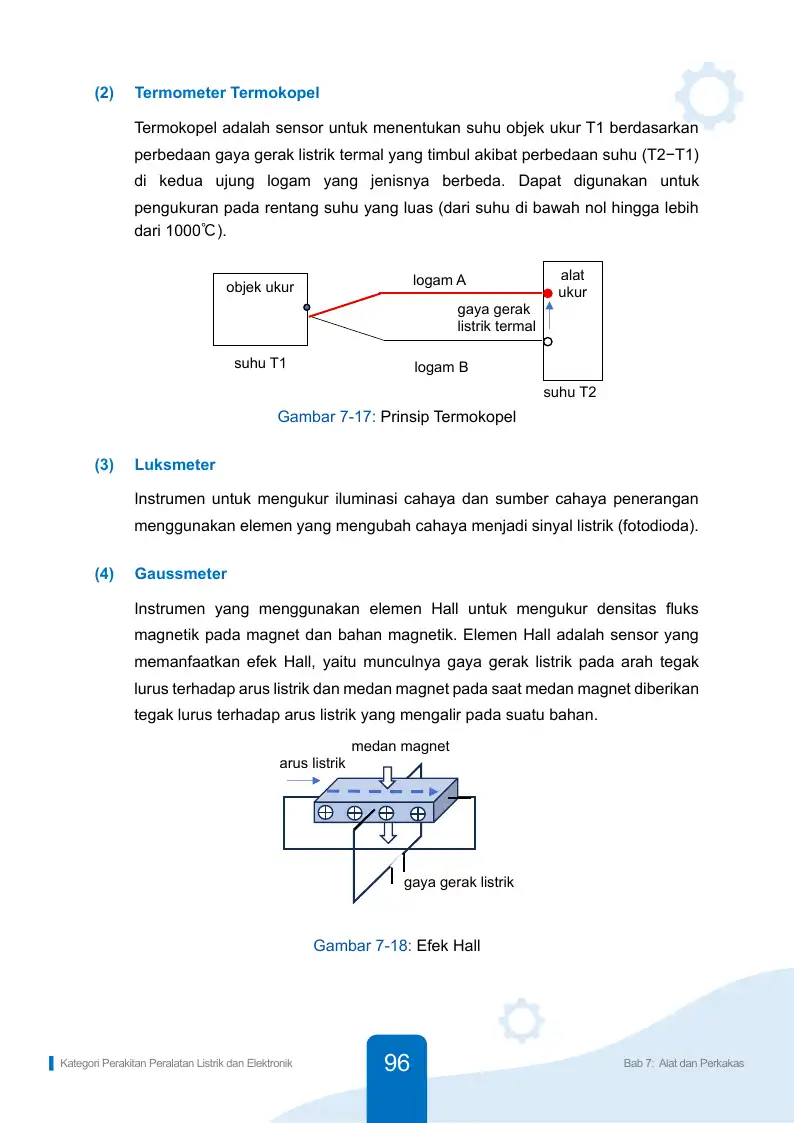 (2) Termometer Termokopel
Termokopel adalah sensor untuk menentukan suhu objek ukur T1 berdasarkan
perbedaan gaya gerak listrik termal yang timbul akibat perbedaan suhu (T2−T1)
di kedua ujung logam yang jenisnya berbeda. Dapat digunakan untuk
pengukuran pada rentang suhu yang luas (dari suhu di bawah nol hingga lebih
dari 1000℃).
objek ukur
logam A
alat
ukur
gaya gerak
listrik termal
suhu T1
logam B
suhu T2
Gambar 7-17: Prinsip Termokopel
(3) Luksmeter
Instrumen untuk mengukur iluminasi cahaya dan sumber cahaya penerangan
menggunakan elemen yang mengubah cahaya menjadi sinyal listrik (fotodioda).
(4) Gaussmeter
Instrumen yang menggunakan elemen Hall untuk mengukur densitas fluks
magnetik pada magnet dan bahan magnetik. Elemen Hall adalah sensor yang
memanfaatkan efek Hall, yaitu munculnya gaya gerak listrik pada arah tegak
lurus terhadap arus listrik dan medan magnet pada saat medan magnet diberikan
tegak lurus terhadap arus listrik yang mengalir pada suatu bahan.
medan magnet
arus listrik
gaya gerak listrik
Gambar 7-18: Efek Hall
Kategori Perakitan Peralatan Listrik dan Elektronik
96
Bab 7: Alat dan Perkakas